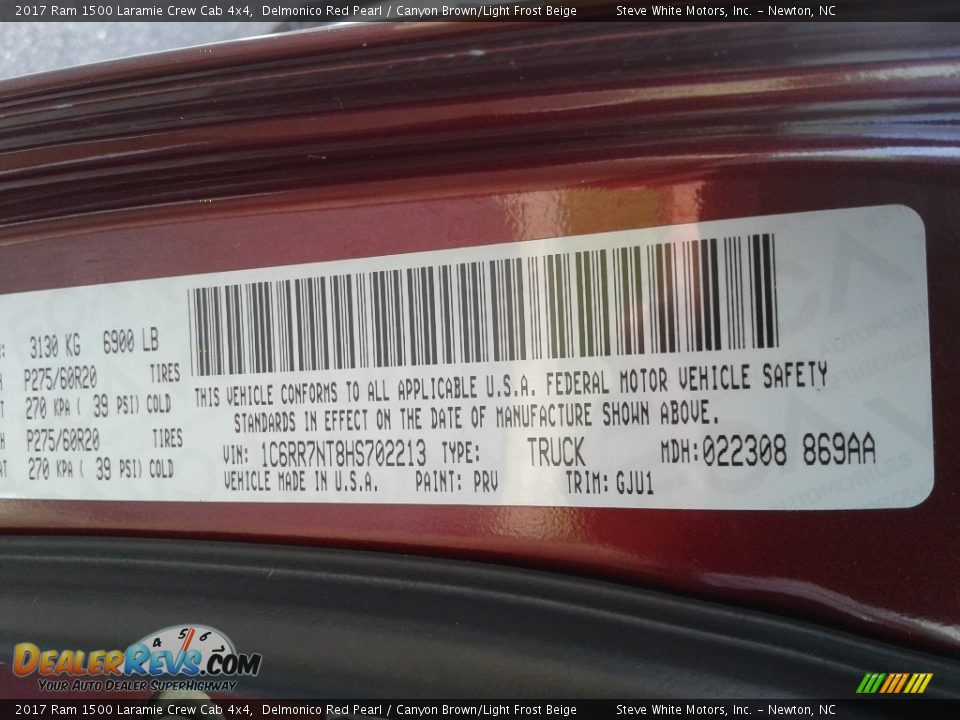 2017 Ram 1500 Laramie Crew Cab 4x4, Delmonico Red Pearl / Canyon Brown/Light Frost Beige Steve White Motors, Inc. – Newton, NC
3130 KG 6900 LB
P275/60R20 TIRES
270 KPA ( 39 PSI) COLD
P275/60R20 TIRES
270 KPA ( 39 PSI) COLD
THIS VEHICLE CONFORMS TO ALL APPLICABLE U.S.A. FEDERAL MOTOR VEHICLE SAFETY
STANDARDS IN EFFECT ON THE DATE OF MANUFACTURE SHOWN ABOVE.
VIN: 1C6RR7NT8HS702213 TYPE: TRUCK MDH: 022308 869AA
VEHICLE MADE IN U.S.A. PAINT: PRV TRIM: GJU1
4 5 6
DealerRevs.com
Your Auto Dealer SuperHighway
2017 Ram 1500 Laramie Crew Cab 4x4, Delmonico Red Pearl / Canyon Brown/Light Frost Beige Steve White Motors, Inc. – Newton, NC